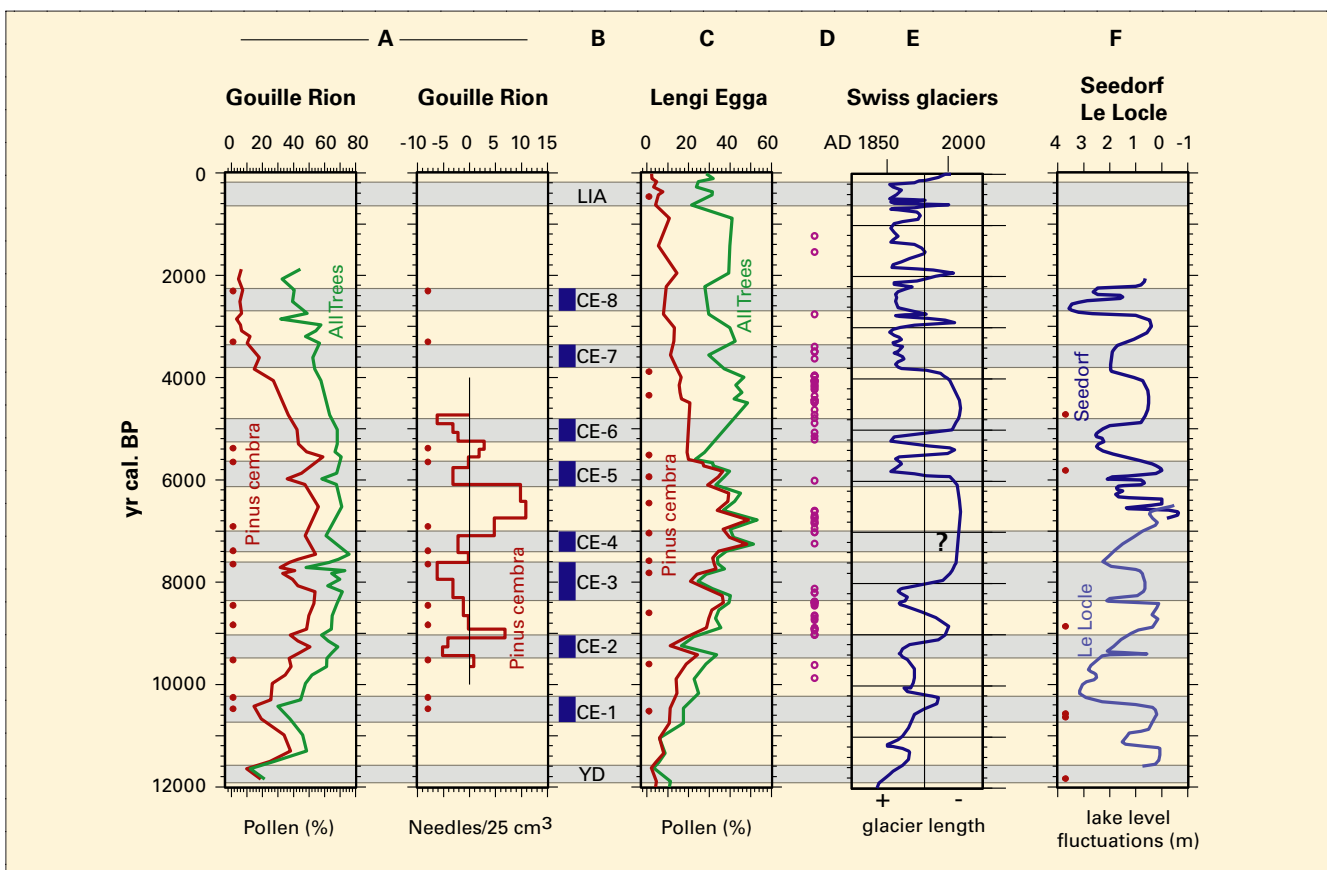 A B C D E F
Gouille Rion Gouille Rion Lengi Egga Swiss glaciers Seedorf
Le Locle
0 20 40 60 80 -10 -5 0 5 10 15 0 20 40 60 AD 1850 2000 4 3 2 1 0 -1
0
LIA
2000
CE-8
CE-7
4000
CE-6
CE-5
6000
CE-4
CE-3
8000
CE-2
10000
CE-1
YD
12000
yr cal. BP
Pinus cembra
All Trees
Pinus cembra
Pinus cembra
All Trees
?
Seedorf
Le Locle
+ -
Pollen (%) Needles/25 cm3 Pollen (%) glacier length lake level
fluctuations (m)